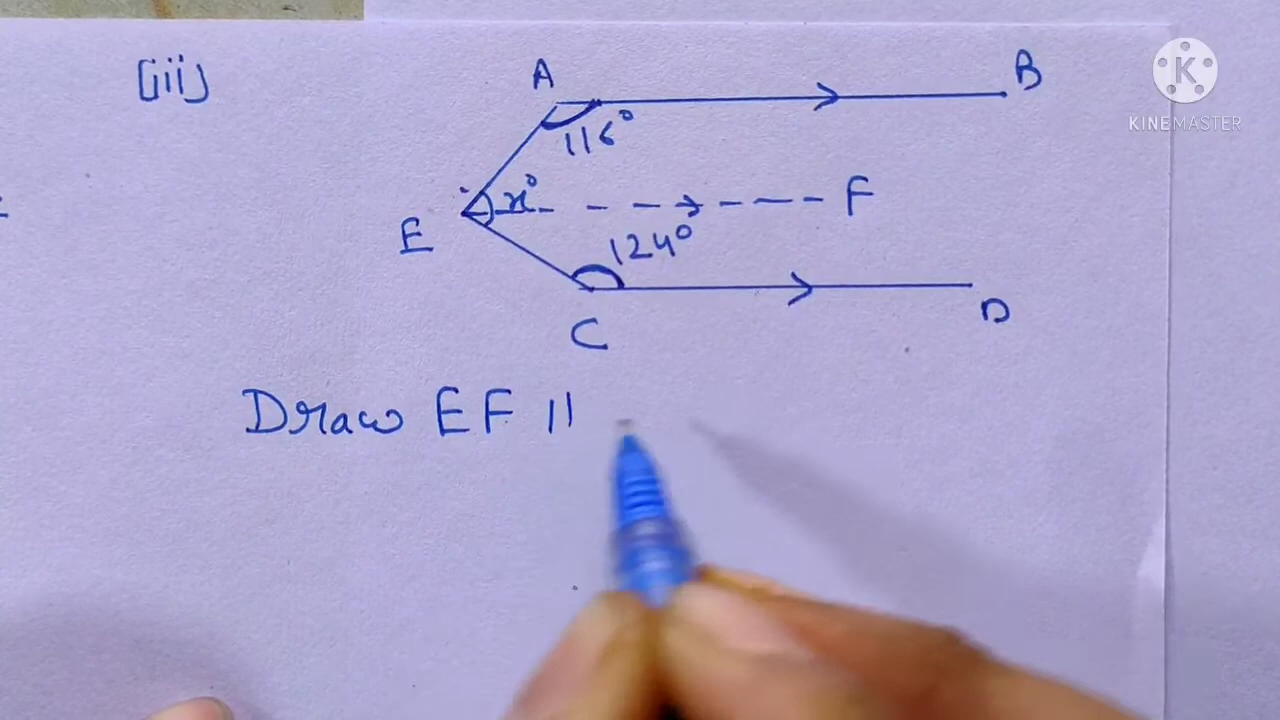 (iii)
A
B
K
KINEMASTER
116°
x°
F
E
124°
C
D
Draw EF ||